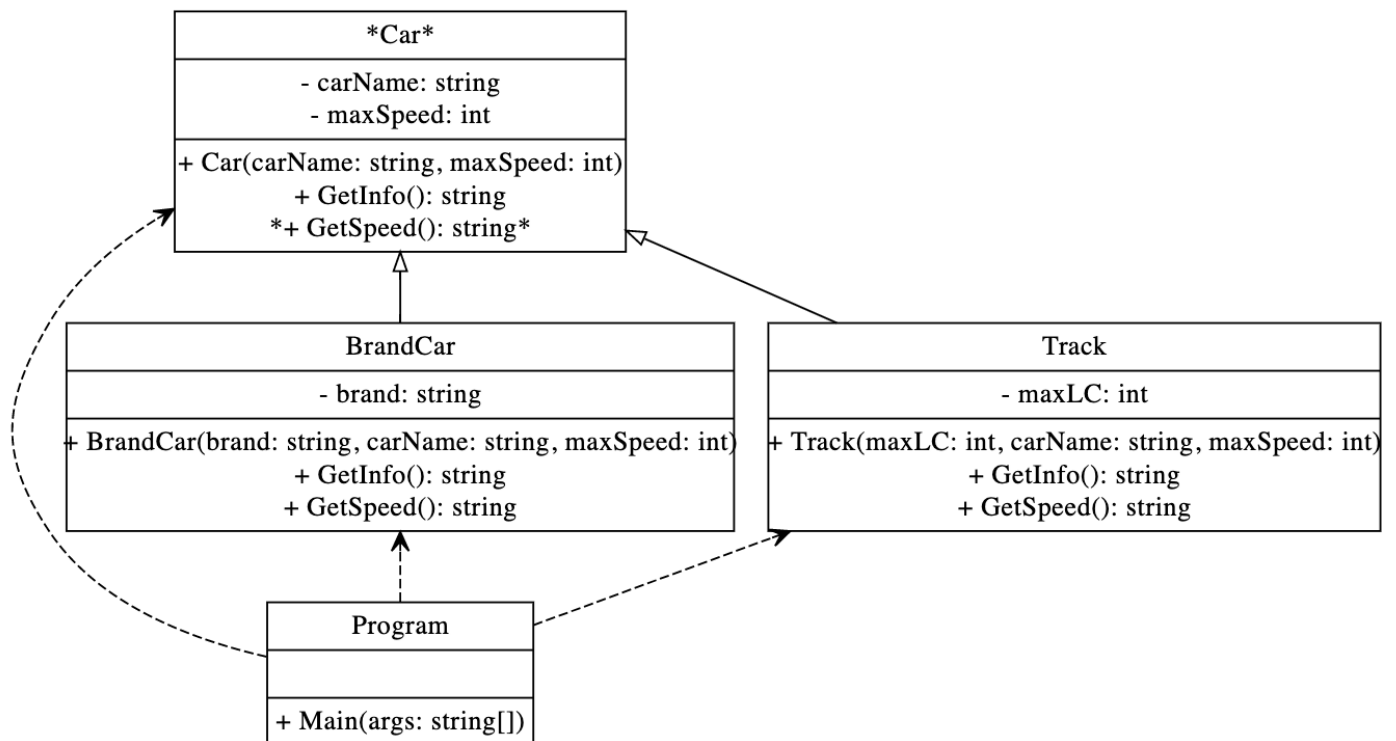 *Car*
- carName: string
- maxSpeed: int
+ Car(carName: string, maxSpeed: int)
+ GetInfo(): string
*+ GetSpeed(): string*
BrandCar
- brand: string
+ BrandCar(brand: string, carName: string, maxSpeed: int)
+ GetInfo(): string
+ GetSpeed(): string
Track
- maxLC: int
+ Track(maxLC: int, carName: string, maxSpeed: int)
+ GetInfo(): string
+ GetSpeed(): string
Program
+ Main(args: string[])